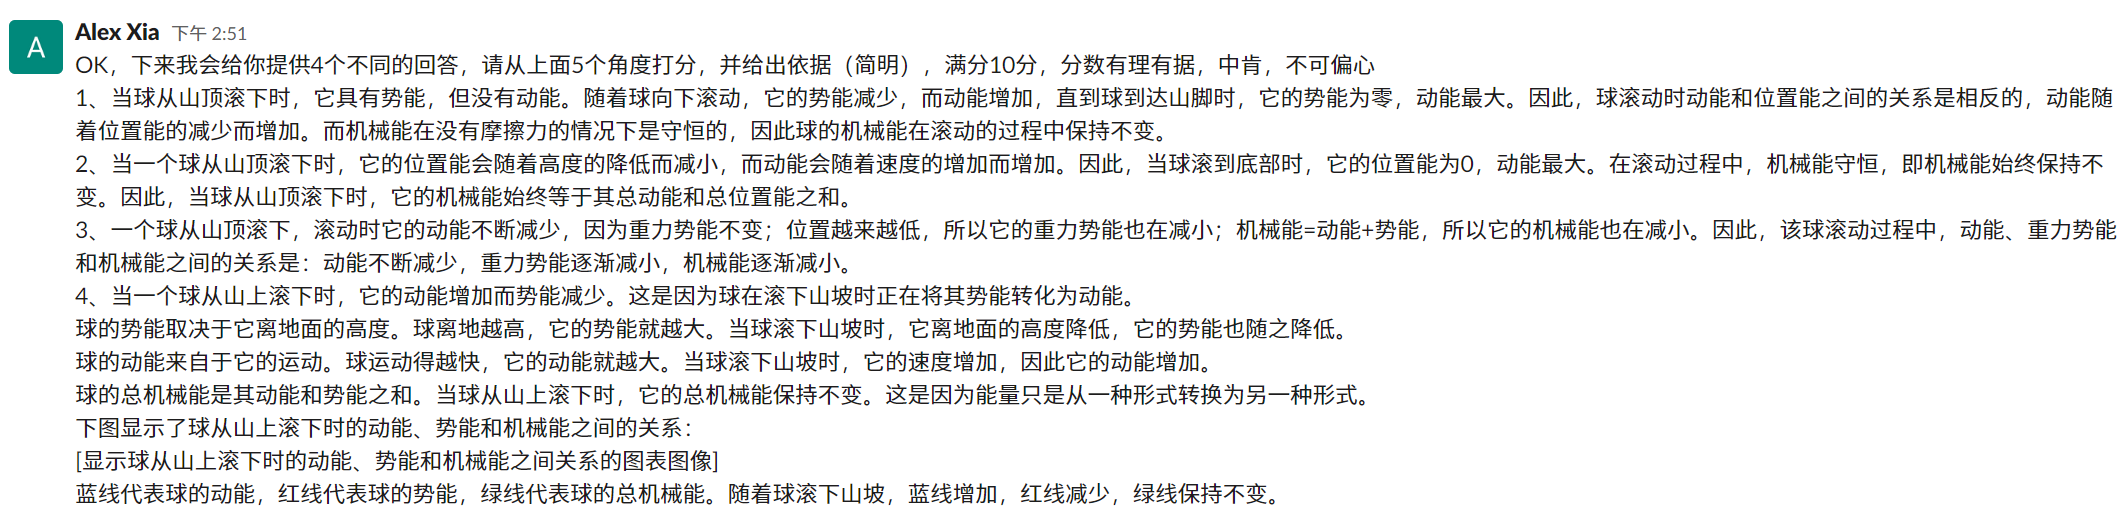 A
Alex Xia 下午 2:51
OK，下来我会给你提供4个不同的回答，请从上面5个角度打分，并给出依据（简明），满分10分，分数有理有据，中肯，不可偏心
1、当球从山顶滚下时，它具有势能，但没有动能。随着球向下滚动，它的势能减少，而动能增加，直到球到达山脚时，它的势能为零，动能最大。因此，球滚动时动能和位置能之间的关系是相反的，动能随
着位置能的减少而增加。而机械能在没有摩擦力的情况下是守恒的，因此球的机械能在滚动的过程中保持不变。
2、当一个球从山顶滚下时，它的位置能会随着高度的降低而减小，而动能会随着速度的增加而增加。因此，当球滚到底部时，它的位置能为0，动能最大。在滚动过程中，机械能守恒，即机械能始终保持不
变。因此，当球从山顶滚下时，它的机械能始终等于其总动能和总位置能之和。
3、一个球从山顶滚下，滚动时它的动能不断减少，因为重力势能不变；位置越来越低，所以它的重力势能也在减小；机械能=动能+势能，所以它的机械能也在减小。因此，该球滚动过程中，动能、重力势能
和机械能之间的关系是：动能不断减少，重力势能逐渐减小，机械能逐渐减小。
4、当一个球从山上滚下时，它的动能增加而势能减少。这是因为球在滚下山坡时正在将其势能转化为动能。
球的势能取决于它离地面的高度。球离地越高，它的势能就越大。当球滚下山坡时，它离地面的高度降低，它的势能也随之降低。
球的动能来自于它的运动。球运动得越快，它的动能就越大。当球滚下山坡时，它的速度增加，因此它的动能增加。
球的总机械能是其动能和势能之和。当球从山上滚下时，它的总机械能保持不变。这是因为能量只是从一种形式转换为另一种形式。
下图显示了球从山上滚下时的动能、势能和机械能之间的关系：
[显示球从山上滚下时的动能、势能和机械能之间关系的图表图像]
蓝线代表球的动能，红线代表球的势能，绿线代表球的总机械能。随着球滚下山坡，蓝线增加，红线减少，绿线保持不变。